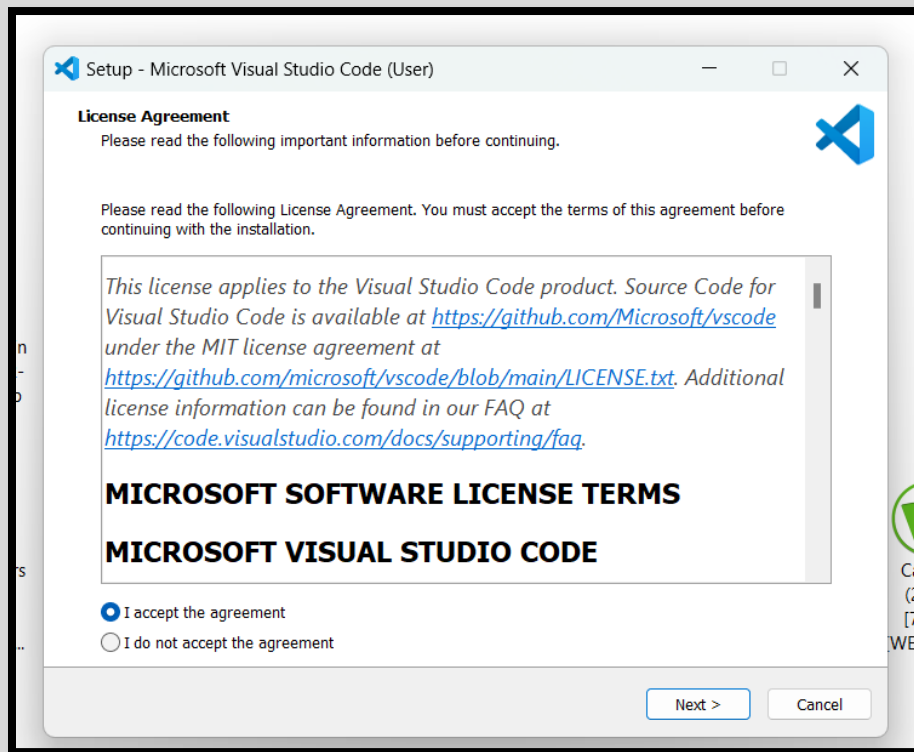 Setup - Microsoft Visual Studio Code (User)
License Agreement
Please read the following important information before continuing.
Please read the following License Agreement. You must accept the terms of this agreement before
continuing with the installation.
This license applies to the Visual Studio Code product. Source Code for
Visual Studio Code is available at https://github.com/Microsoft/vscode
under the MIT license agreement at
https://github.com/microsoft/vscode/blob/main/LICENSE.txt. Additional
license information can be found in our FAQ at
https://code.visualstudio.com/docs/supporting/faq.
MICROSOFT SOFTWARE LICENSE TERMS
MICROSOFT VISUAL STUDIO CODE
I accept the agreement
I do not accept the agreement
Next >
Cancel